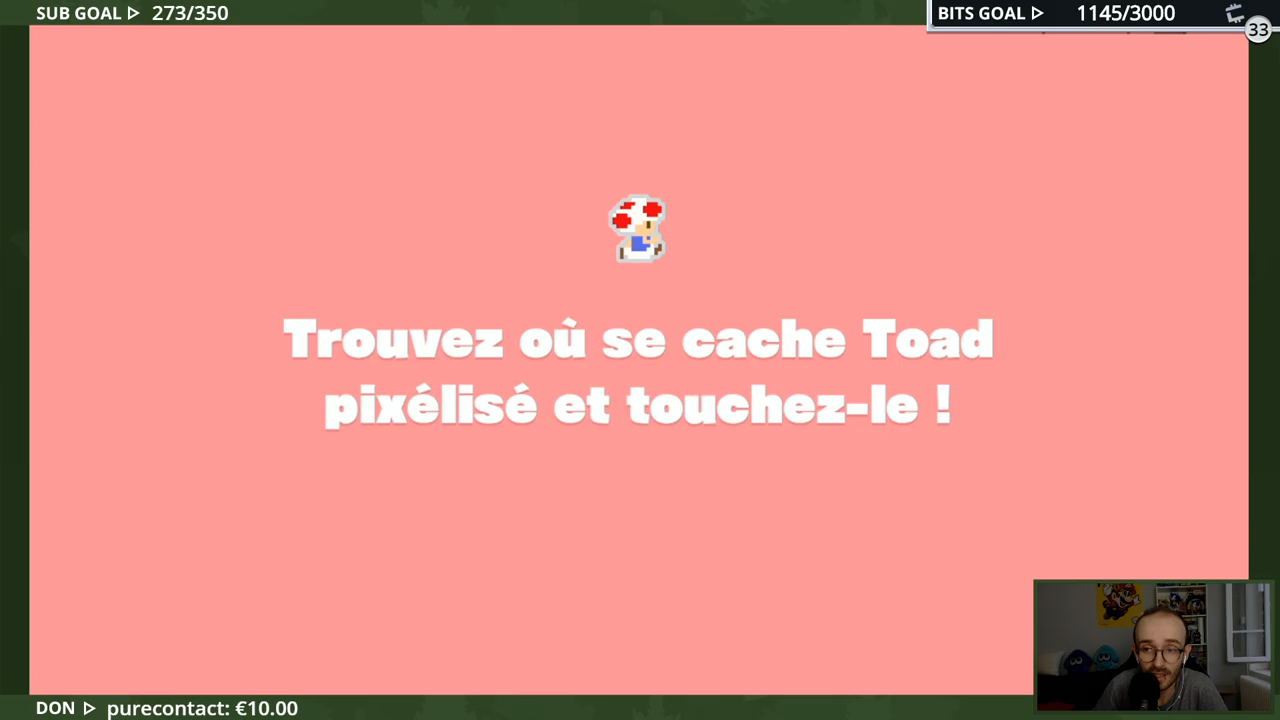 SUB GOAL ▷ 273/350
BITS GOAL ▷ 1145/3000
33
Trouvez où se cache Toad
pixélisé et touchez-le !
DON ▷ purecontact: €10.00